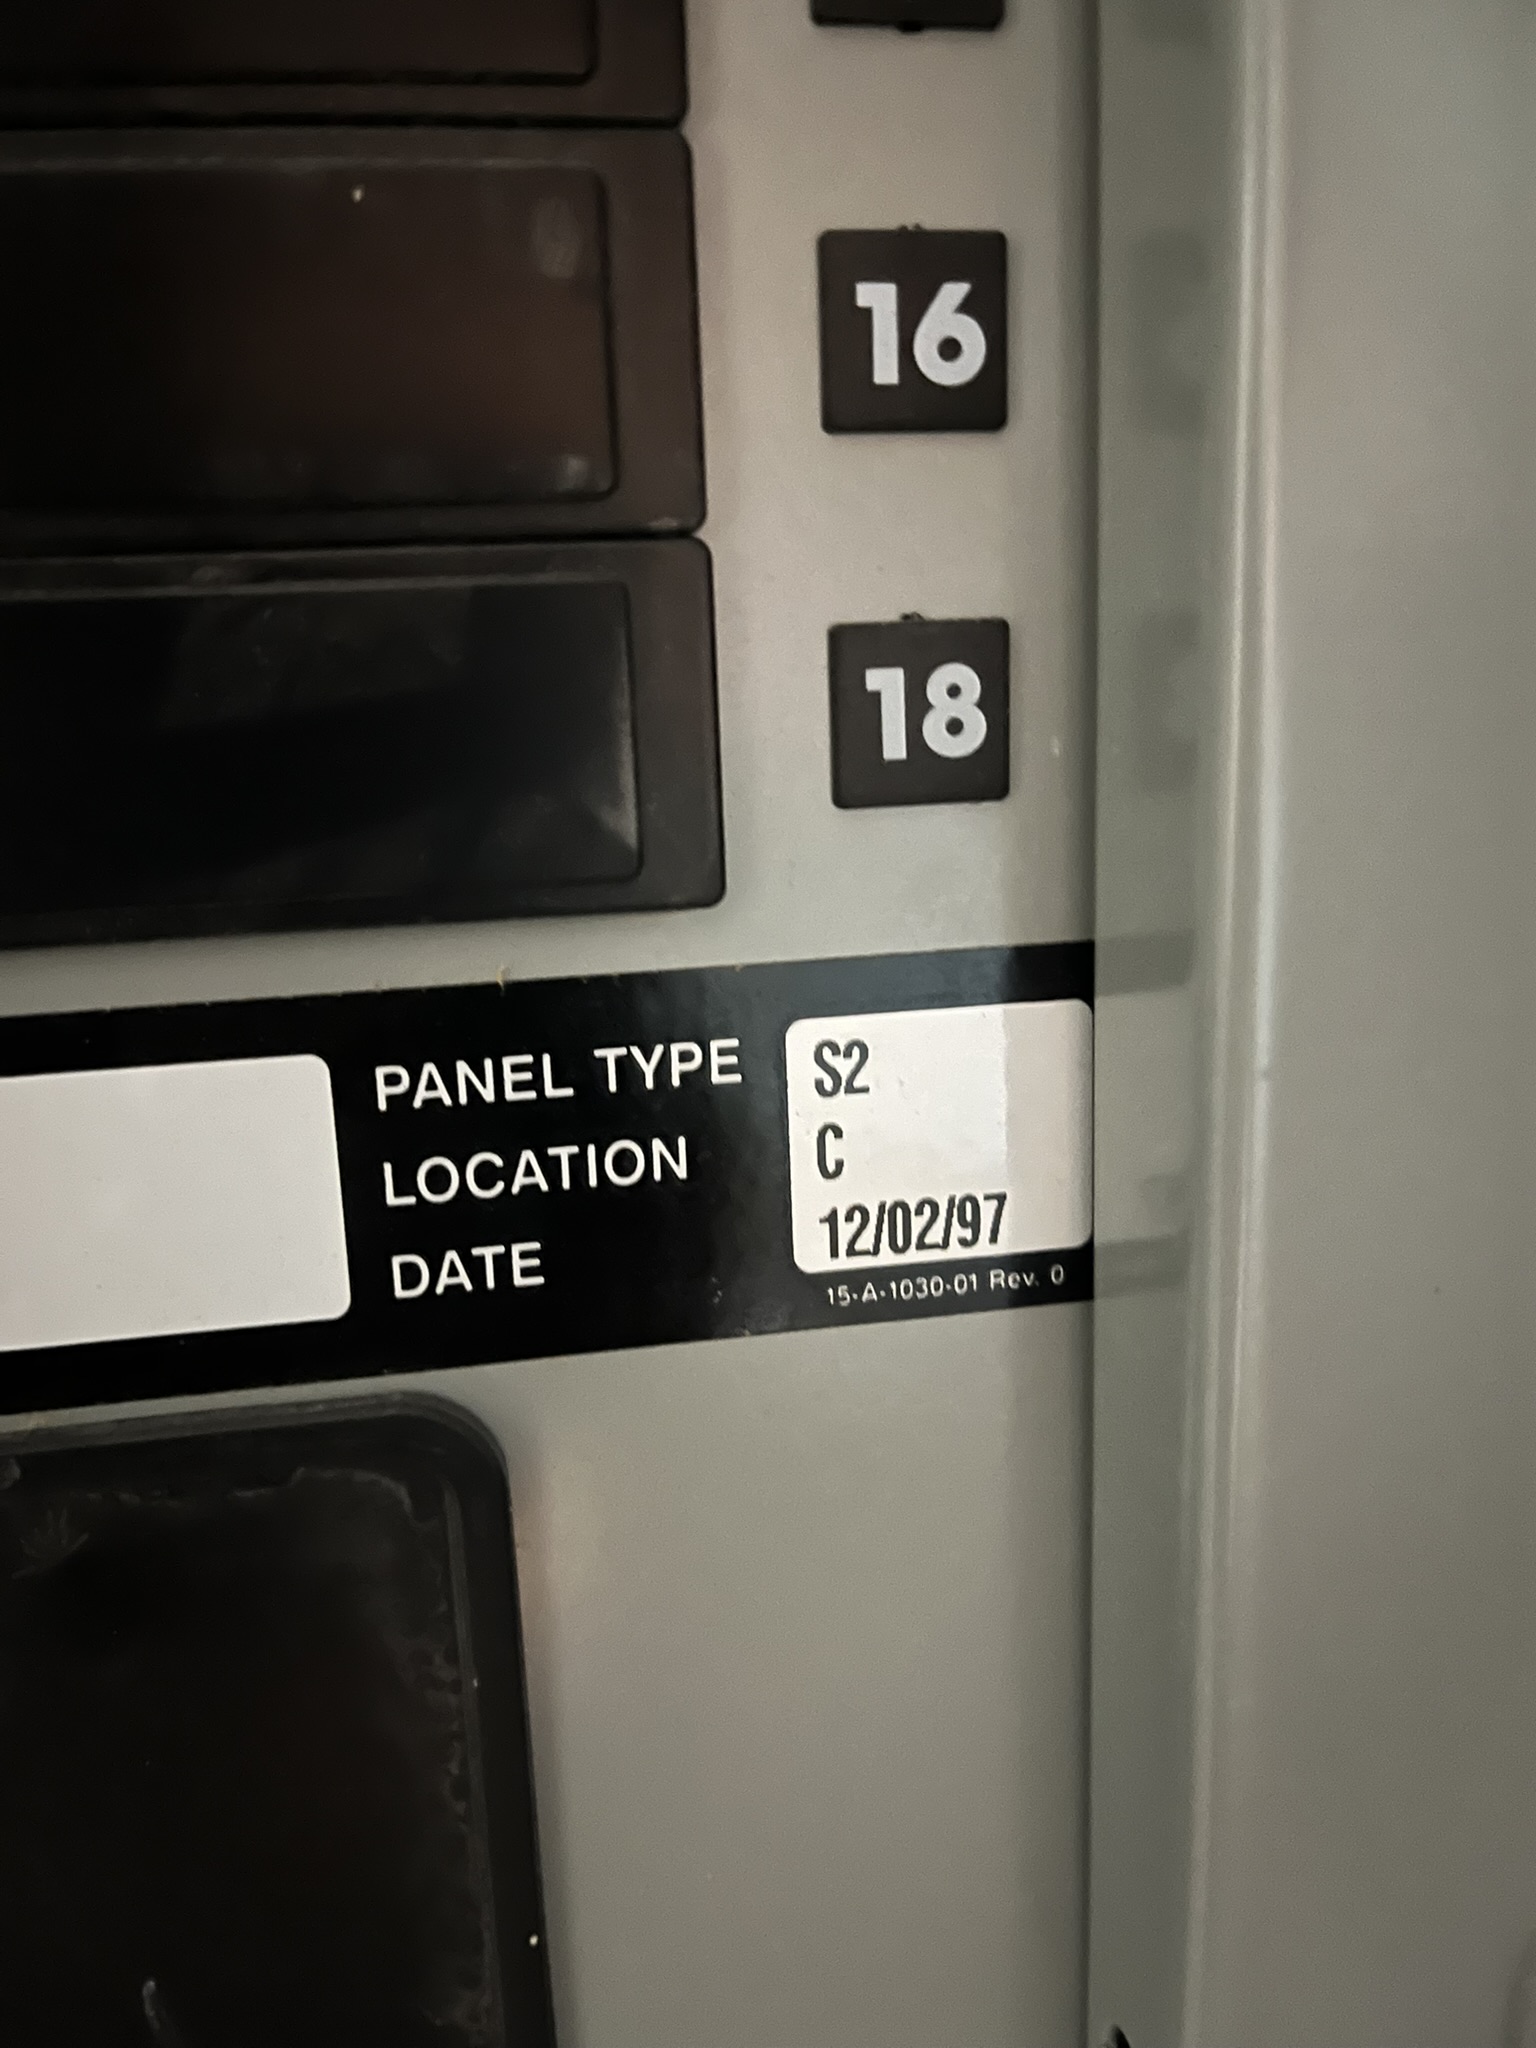 16
18
PANEL TYPE S2
LOCATION C
DATE 12/02/97
15-A-1030-01 Rev. 0